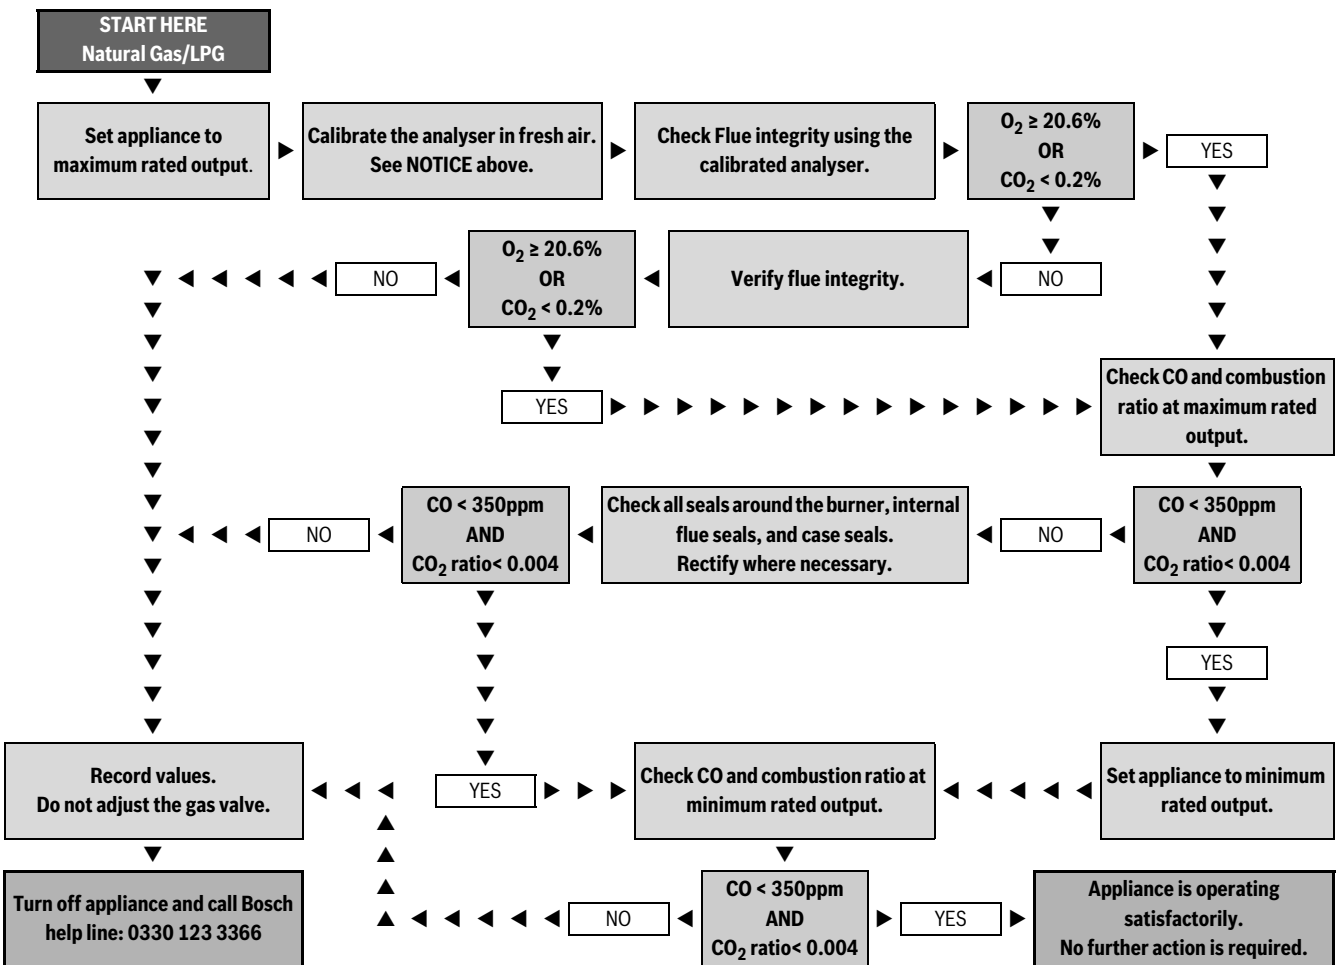 START HERE
Natural Gas/LPG
Set appliance to
maximum rated output.
Calibrate the analyser in fresh air.
See NOTICE above.
Check Flue integrity using the
calibrated analyser.
O2 ≥ 20.6%
OR
CO2 < 0.2%
YES
NO
Verify flue integrity.
O2 ≥ 20.6%
OR
CO2 < 0.2%
NO
YES
Check CO and combustion
ratio at maximum rated
output.
CO < 350ppm
AND
CO2 ratio< 0.004
NO
Check all seals around the burner, internal
flue seals, and case seals.
Rectify where necessary.
CO < 350ppm
AND
CO2 ratio< 0.004
NO
YES
YES
Set appliance to minimum
rated output.
Check CO and combustion ratio at
minimum rated output.
CO < 350ppm
AND
CO2 ratio< 0.004
YES
Appliance is operating
satisfactorily.
No further action is required.
NO
Record values.
Do not adjust the gas valve.
Turn off appliance and call Bosch
help line: 0330 123 3366